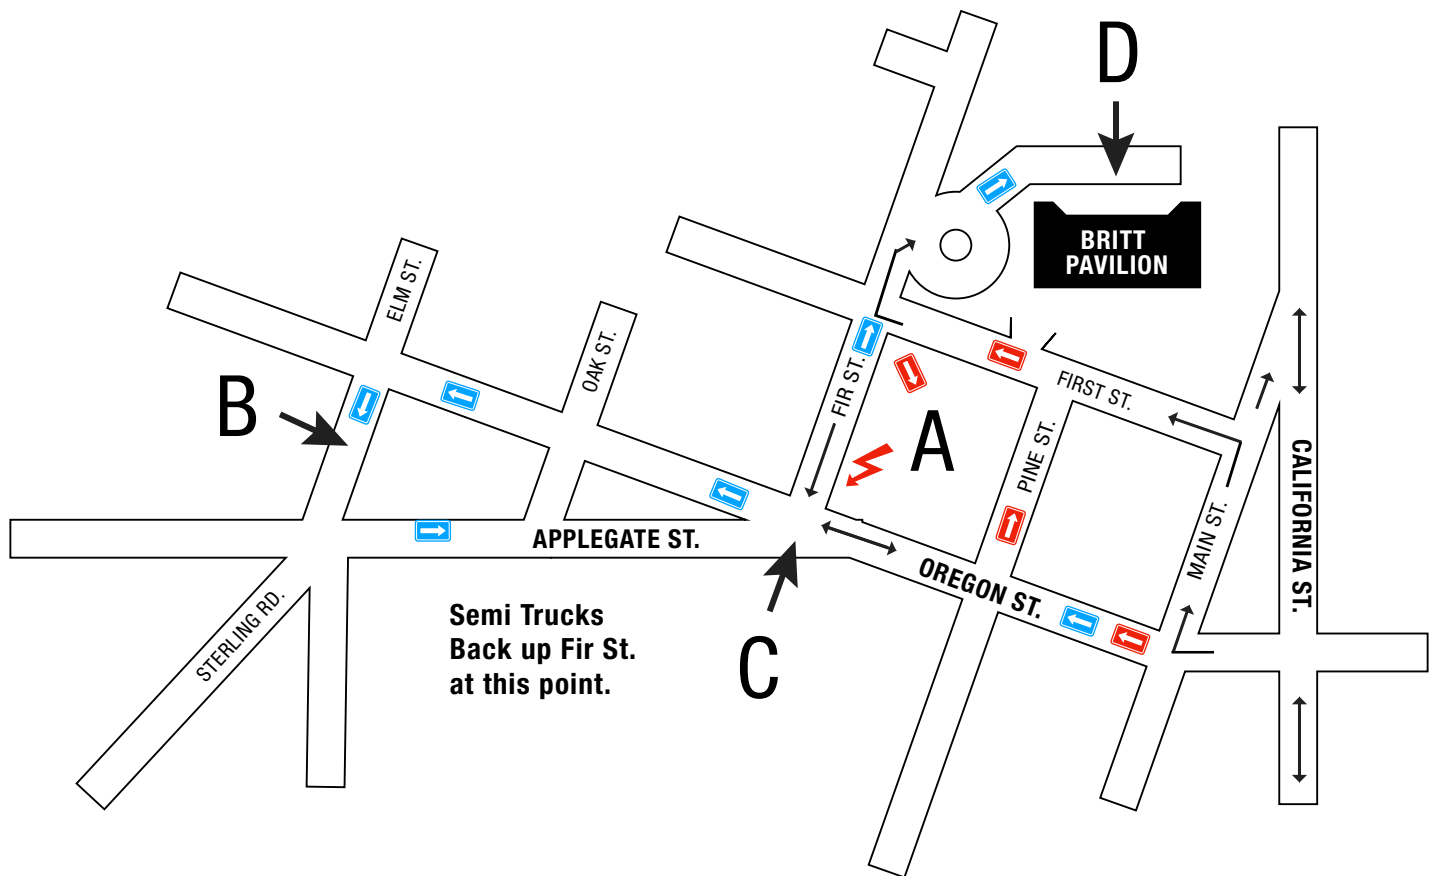 D
BRITT
PAVILION
ELM ST.
OAK ST.
B
FIR ST.
A
FIRST ST.
PINE ST.
CALIFORNIA ST.
MAIN ST.
APPLEGATE ST.
OREGON ST.
STERLING RD.
Semi Trucks
Back up Fir St.
at this point.
C